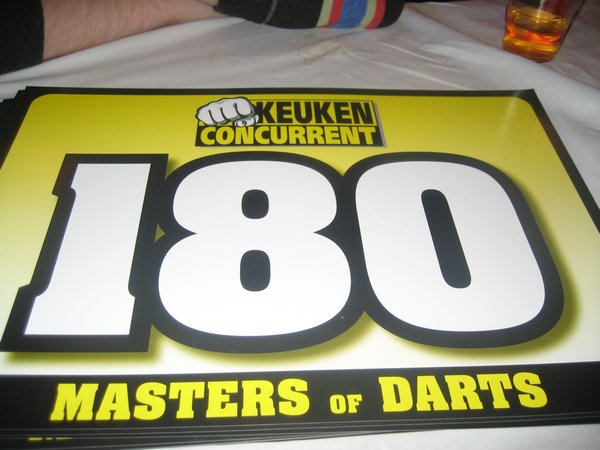 KEUKEN
CONCURRENT
180
MASTERS OF DARTS